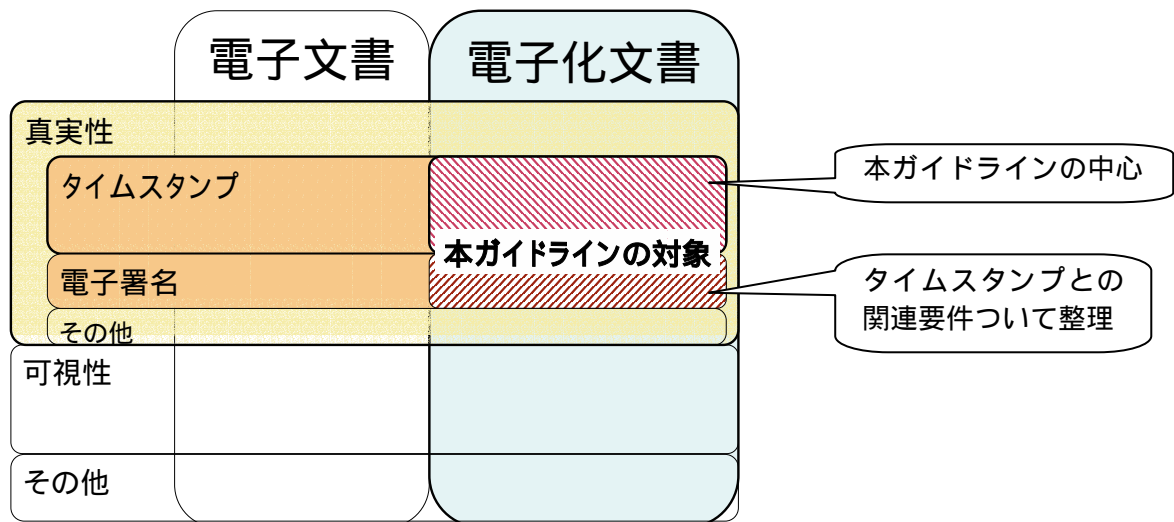 電子文書
電子化文書
真実性
タイムスタンプ
本ガイドラインの中心
本ガイドラインの対象
電子署名
タイムスタンプとの
関連要件ついて整理
その他
可視性
その他